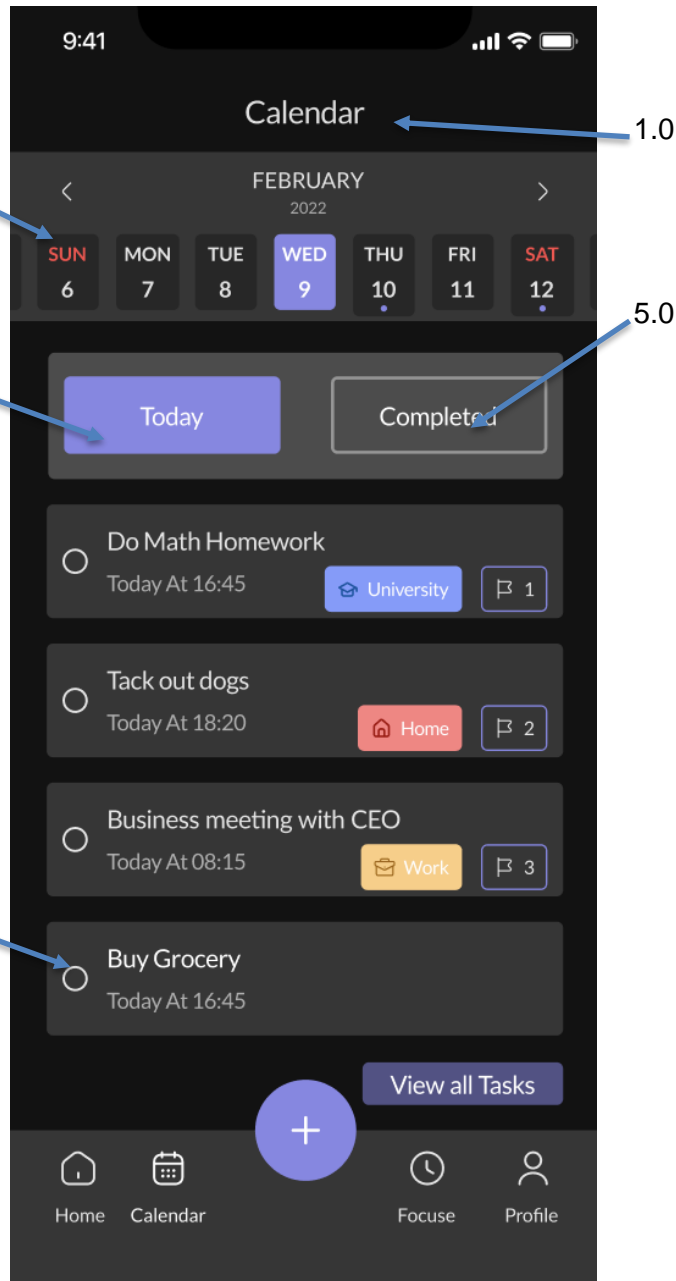 9:41
Calendar
1.0
FEBRUARY
2022
SUN MON TUE WED THU FRI SAT
6 7 8 9 10 11 12
5.0
Today Completed
Do Math Homework
Today At 16:45
University 1
Tack out dogs
Today At 18:20
Home 2
Business meeting with CEO
Today At 08:15
Work 3
Buy Grocery
Today At 16:45
View all Tasks
Home Calendar Focuse Profile